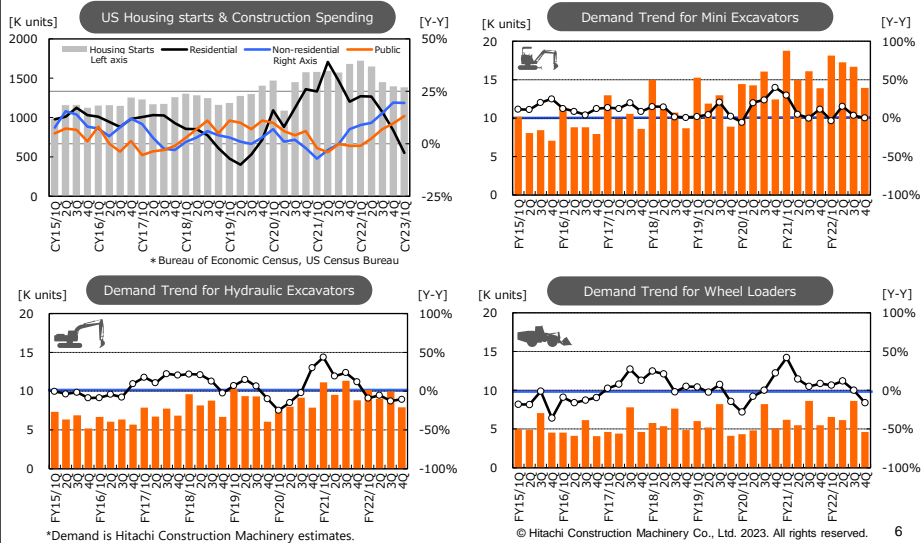 US Housing starts & Construction Spending
[K units] [Y-Y]
2000 50%
Housing Starts Left axis
Residential
Non-residential Right Axis
Public
1500 25%
1000 0%
500
0 -25%
CY15/1Q 2Q 3Q 4Q CY16/1Q 2Q 3Q 4Q CY17/1Q 2Q 3Q 4Q CY18/1Q 2Q 3Q 4Q CY19/1Q 2Q 3Q 4Q CY20/1Q 2Q 3Q 4Q CY21/1Q 2Q 3Q 4Q CY22/1Q 2Q 3Q 4Q CY23/1Q
* Bureau of Economic Census, US Census Bureau
Demand Trend for Mini Excavators
[K units] [Y-Y]
20 100%
15 50%
10 0%
5 -50%
0 -100%
FY15/1Q 2Q 3Q 4Q FY16/1Q 2Q 3Q 4Q FY17/1Q 2Q 3Q 4Q FY18/1Q 2Q 3Q 4Q FY19/1Q 2Q 3Q 4Q FY20/1Q 2Q 3Q 4Q FY21/1Q 2Q 3Q 4Q FY22/1Q 2Q 3Q 4Q
Demand Trend for Hydraulic Excavators
[K units] [Y-Y]
20 100%
15 50%
10 0%
5 -50%
0 -100%
FY15/1Q 2Q 3Q 4Q FY16/1Q 2Q 3Q 4Q FY17/1Q 2Q 3Q 4Q FY18/1Q 2Q 3Q 4Q FY19/1Q 2Q 3Q 4Q FY20/1Q 2Q 3Q 4Q FY21/1Q 2Q 3Q 4Q FY22/1Q 2Q 3Q 4Q
*Demand is Hitachi Construction Machinery estimates.
Demand Trend for Wheel Loaders
[K units] [Y-Y]
20 100%
15 50%
10 0%
5 -50%
0 -100%
FY15/1Q 2Q 3Q 4Q FY16/1Q 2Q 3Q 4Q FY17/1Q 2Q 3Q 4Q FY18/1Q 2Q 3Q 4Q FY19/1Q 2Q 3Q 4Q FY20/1Q 2Q 3Q 4Q FY21/1Q 2Q 3Q 4Q FY22/1Q 2Q 3Q 4Q
© Hitachi Construction Machinery Co., Ltd. 2023. All rights reserved. 6